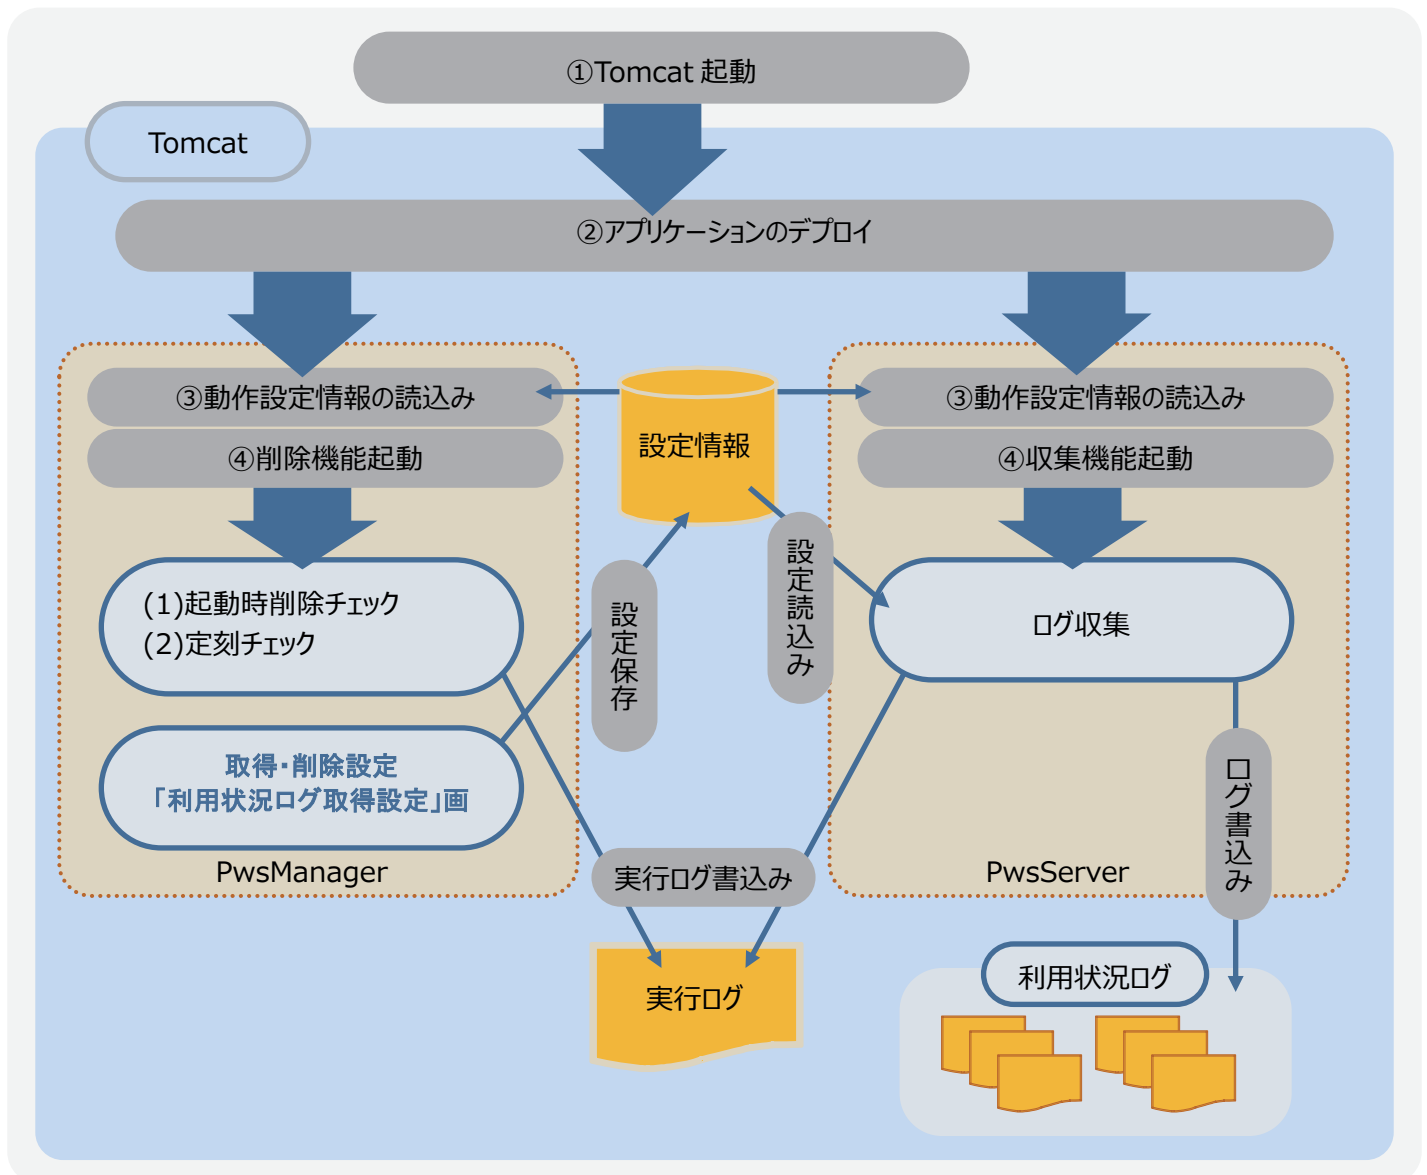 ①Tomcat 起動
Tomcat
②アプリケーションのデプロイ
③動作設定情報の読込み
④削除機能起動
(1)起動時削除チェック
(2)定刻チェック
取得・削除設定
「利用状況ログ取得設定」画
PwsManager
設定情報
設定保存
設定読込み
③動作設定情報の読込み
④収集機能起動
ログ収集
ログ書込み
PwsServer
実行ログ書込み
実行ログ
利用状況ログ